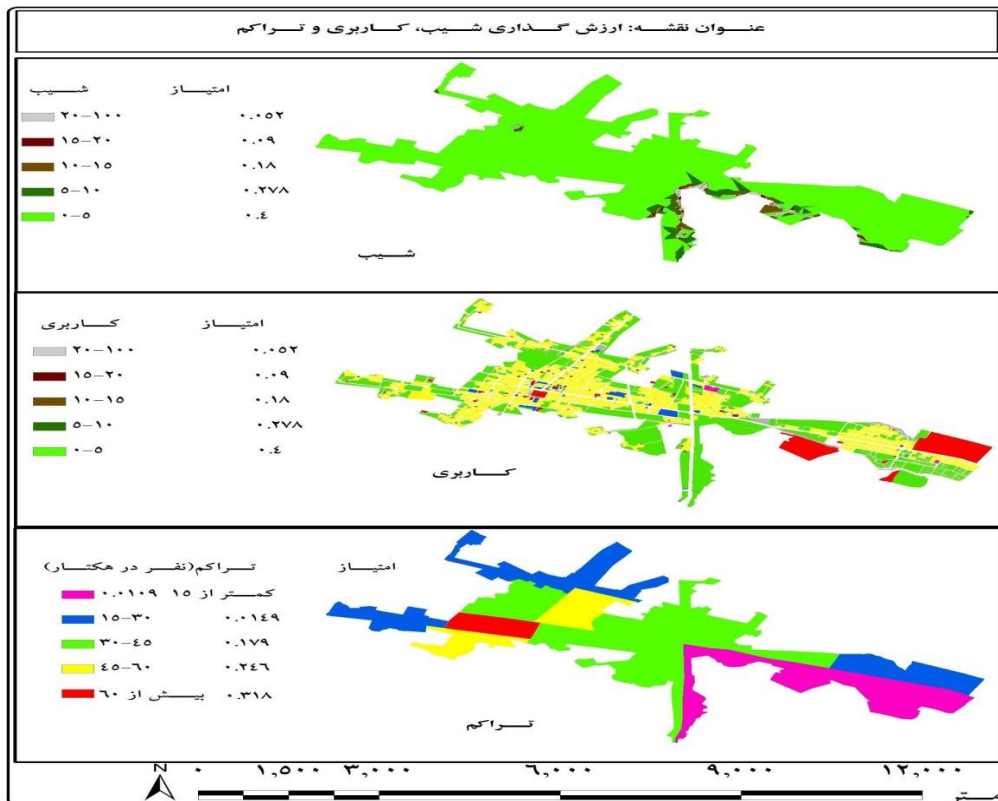 عنوان نقشه: ارزش گذاری شیب، کاربری و تراکم
شیب امتیاز
۲۰-۱۰۰ ۰.۰۵۲
۱۵-۲۰ ۰.۰۹
۱۰-۱۵ ۰.۱۸
۵-۱۰ ۰.۲۷۸
۰-۵ ۰.۴
شیب
کاربری امتیاز
۲۰-۱۰۰ ۰.۰۵۲
۱۵-۲۰ ۰.۰۹
۱۰-۱۵ ۰.۱۸
۵-۱۰ ۰.۲۷۸
۰-۵ ۰.۴
کاربری
تراکم(نفر در هکتار) امتیاز
کمتر از ۱۵ ۰.۰۱۰۹
۱۵-۳۰ ۰.۰۱۴۹
۳۰-۴۵ ۰.۱۷۹
۴۵-۶۰ ۰.۲۴۶
بیش از ۶۰ ۰.۳۱۸
تراکم
N ۰ ۱,۵۰۰ ۳,۰۰۰ ۶,۰۰۰ ۹,۰۰۰ ۱۲,۰۰۰
متر